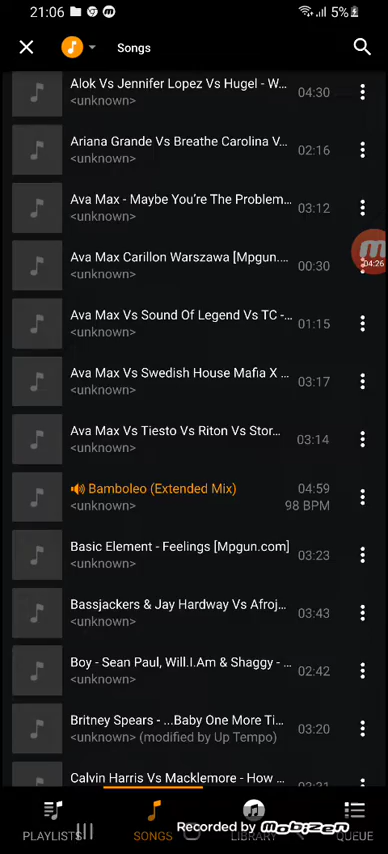 21:06 5%
Songs
Alok Vs Jennifer Lopez Vs Hugel - W...
<unknown>
04:30
Ariana Grande Vs Breathe Carolina V...
<unknown>
02:16
Ava Max - Maybe You're The Problem...
<unknown>
03:12
Ava Max Carillon Warszawa [Mpgun....
<unknown>
00:30
04:26
Ava Max Vs Sound Of Legend Vs TC -...
<unknown>
01:15
Ava Max Vs Swedish House Mafia X ...
<unknown>
03:17
Ava Max Vs Tiesto Vs Riton Vs Stor...
<unknown>
03:14
Bamboleo (Extended Mix)
<unknown>
04:59
98 BPM
Basic Element - Feelings [Mpgun.com]
<unknown>
03:23
Bassjackers & Jay Hardway Vs Afroj...
<unknown>
03:43
Boy - Sean Paul, Will.I.Am & Shaggy - ...
<unknown>
02:42
Britney Spears - ...Baby One More Ti...
<unknown> (modified by Up Tempo)
03:20
Calvin Harris Vs Macklemore - How ...
PLAYLISTS SONGS LIBRARY QUEUE
Recorded by MobiZen